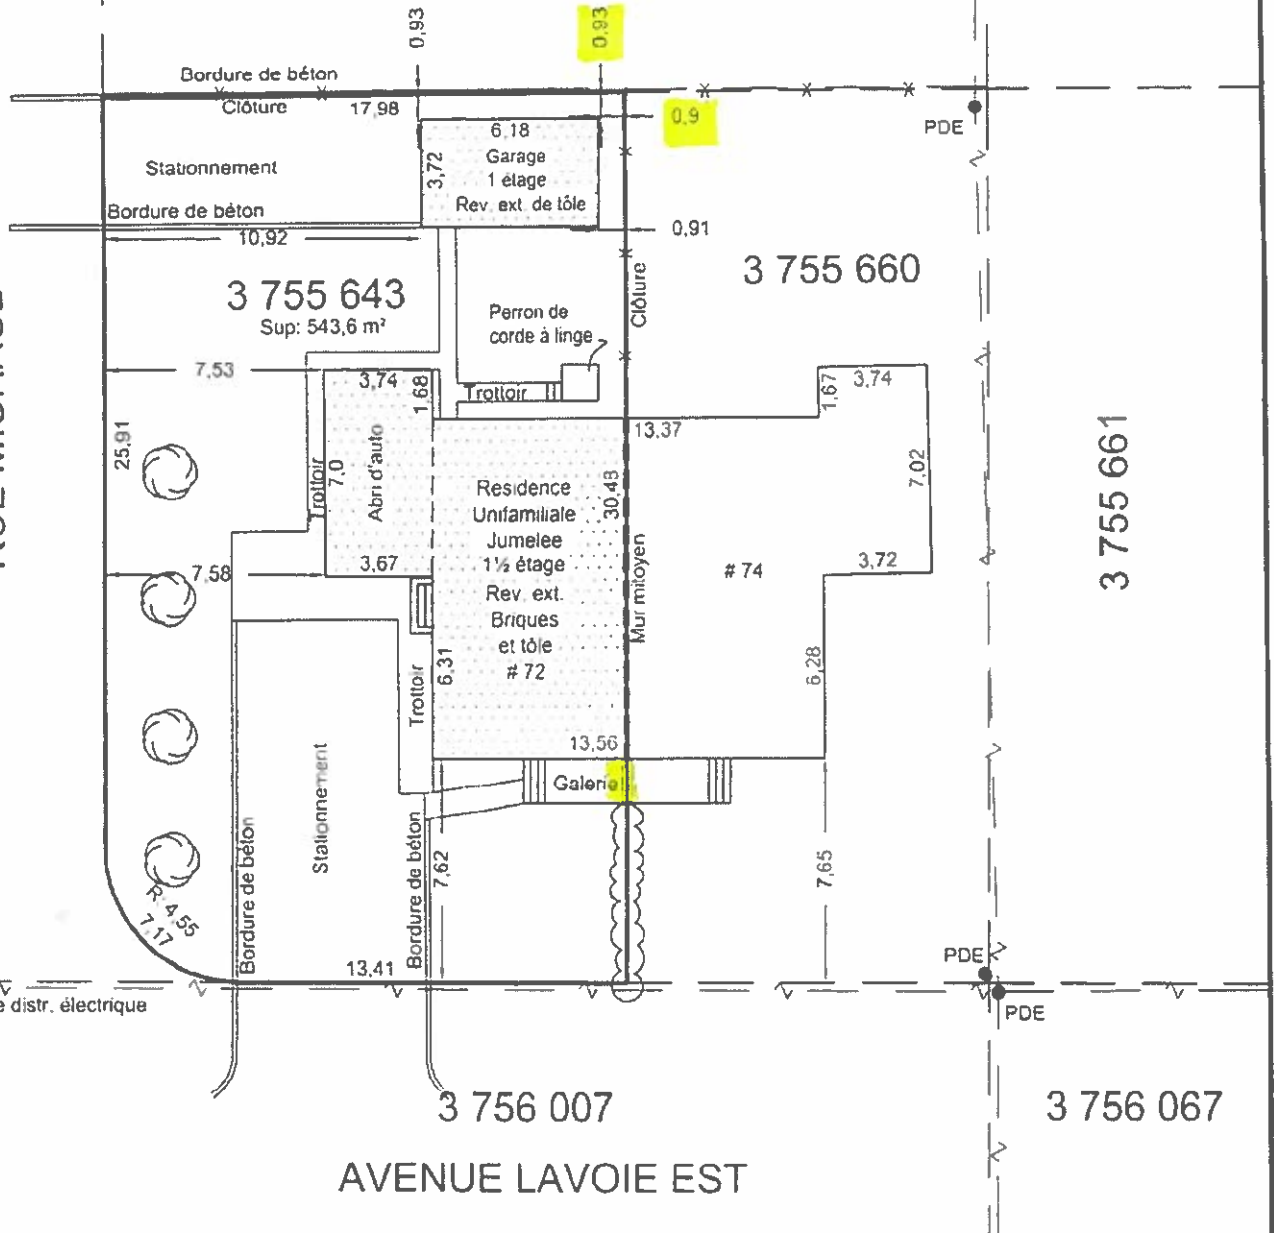 0,93
0,93
Bordure de béton
Clôture
17,98
0,9
PDE
6,18
Garage
1 étage
Rev. ext. de tôle
3,72
Stationnement
Bordure de béton
10,92
0,91
3 755 643
Sup: 543,6 m²
3 755 660
Clôture
Perron de
corde à linge
7,53
3,74
1,68
Trottoir
1,67
3,74
13,37
25,91
Trottoir
7,0
Abri d'auto
Residence
Unifamiliale
Jumelee
1½ étage
Rev. ext.
Briques
et tôle
# 72
30,48
Mur mitoyen
7,02
3 755 661
# 74
3,72
7,58
3,67
6,31
Trottoir
6,28
13,56
Galerie
Stationnement
Bordure de béton
Bordure de béton
7,62
7,65
R: 4,55
7,17
13,41
PDE
PDE
e distr. électrique
3 756 007
3 756 067
AVENUE LAVOIE EST